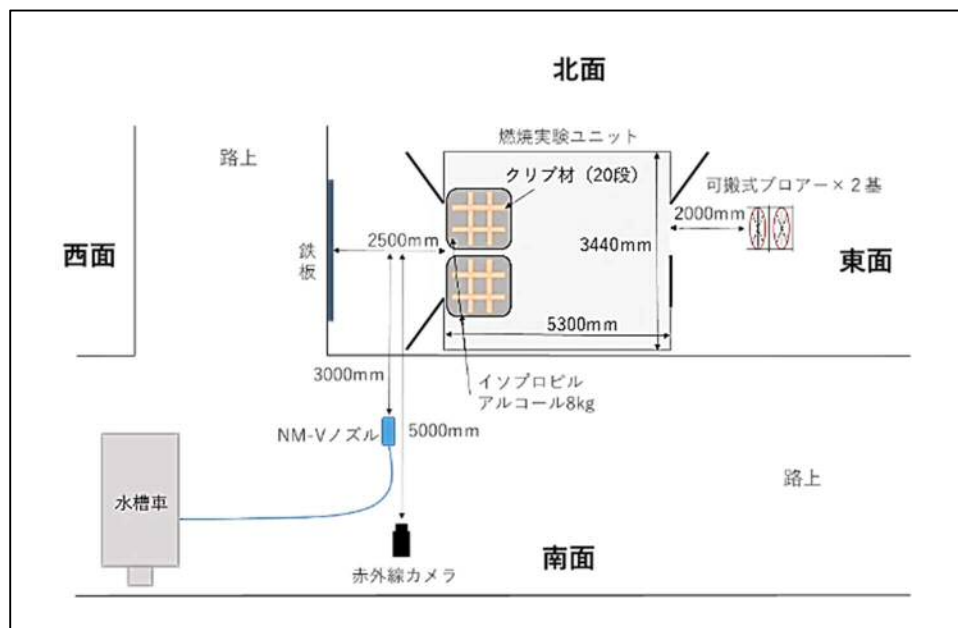 北面
燃焼実験ユニット
路上
クリブ材（20段）
可搬式ブロアー×２基
2000mm
2500mm
3440mm
西面
鉄
板
東面
5300mm
3000mm
イソプロピル
アルコール8kg
NM-Vノズル
5000mm
路上
水槽車
赤外線カメラ
南面